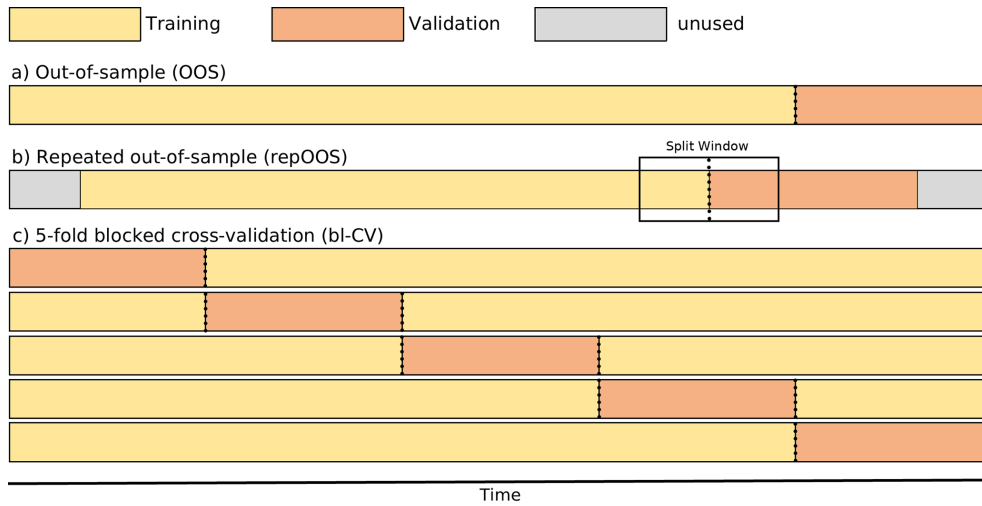 Training Validation unused
a) Out-of-sample (OOS)
b) Repeated out-of-sample (repOOS)
Split Window
c) 5-fold blocked cross-validation (bl-CV)
Time